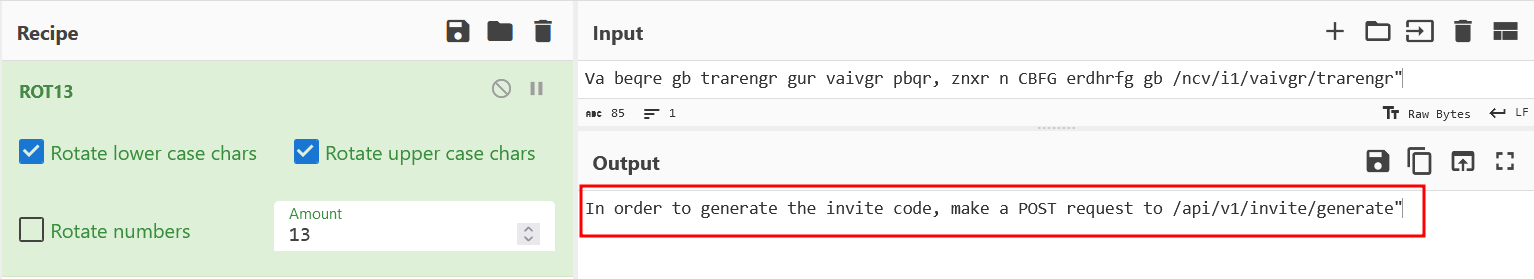 Recipe
ROT13
Rotate lower case chars
Rotate upper case chars
Rotate numbers
Amount
13
Input
Va beqre gb trarengr gur vaivgr pbqr, znxr n CBFG erdhrfg gb /ncv/i1/vaivgr/trarengr"
ABC 85 1
Tт Raw Bytes LF
Output
In order to generate the invite code, make a POST request to /api/v1/invite/generate"